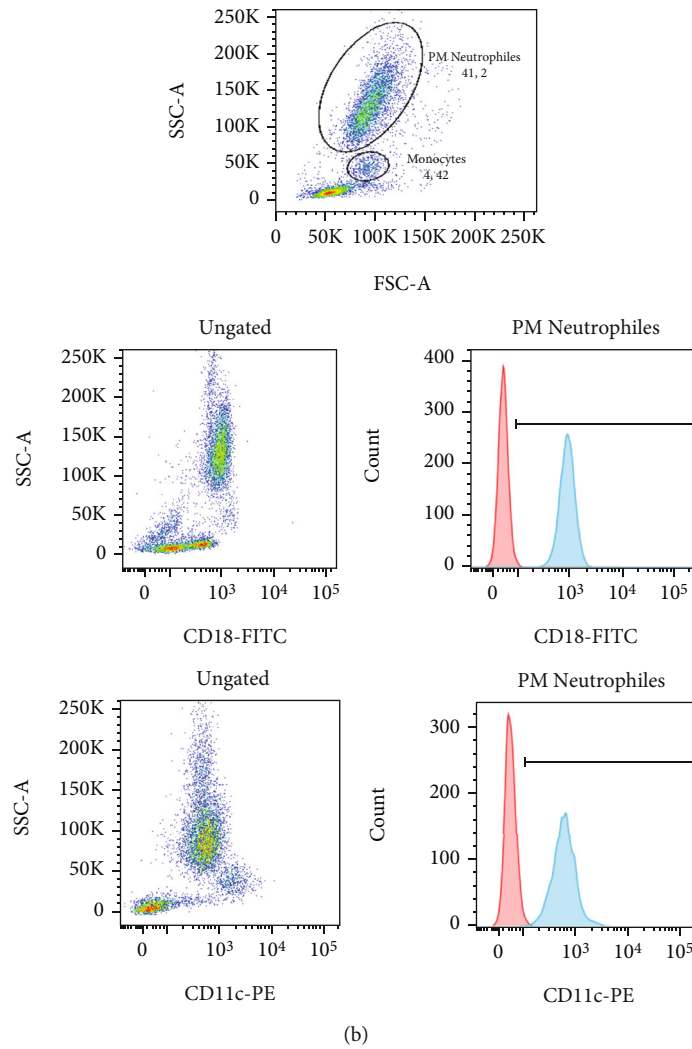 250K
200K
150K
100K
50K
0
SSC-A
PM Neutrophiles
41, 2
Monocytes
4, 42
0 50K 100K 150K 200K 250K
FSC-A
Ungated
250K
200K
150K
100K
50K
0
SSC-A
0 10³ 10⁴ 10⁵
CD18-FITC
PM Neutrophiles
400
300
200
100
0
Count
0 10³ 10⁴ 10⁵
CD18-FITC
Ungated
250K
200K
150K
100K
50K
0
SSC-A
0 10³ 10⁴ 10⁵
CD11c-PE
PM Neutrophiles
300
200
100
0
Count
0 10³ 10⁴ 10⁵
CD11c-PE
(b)